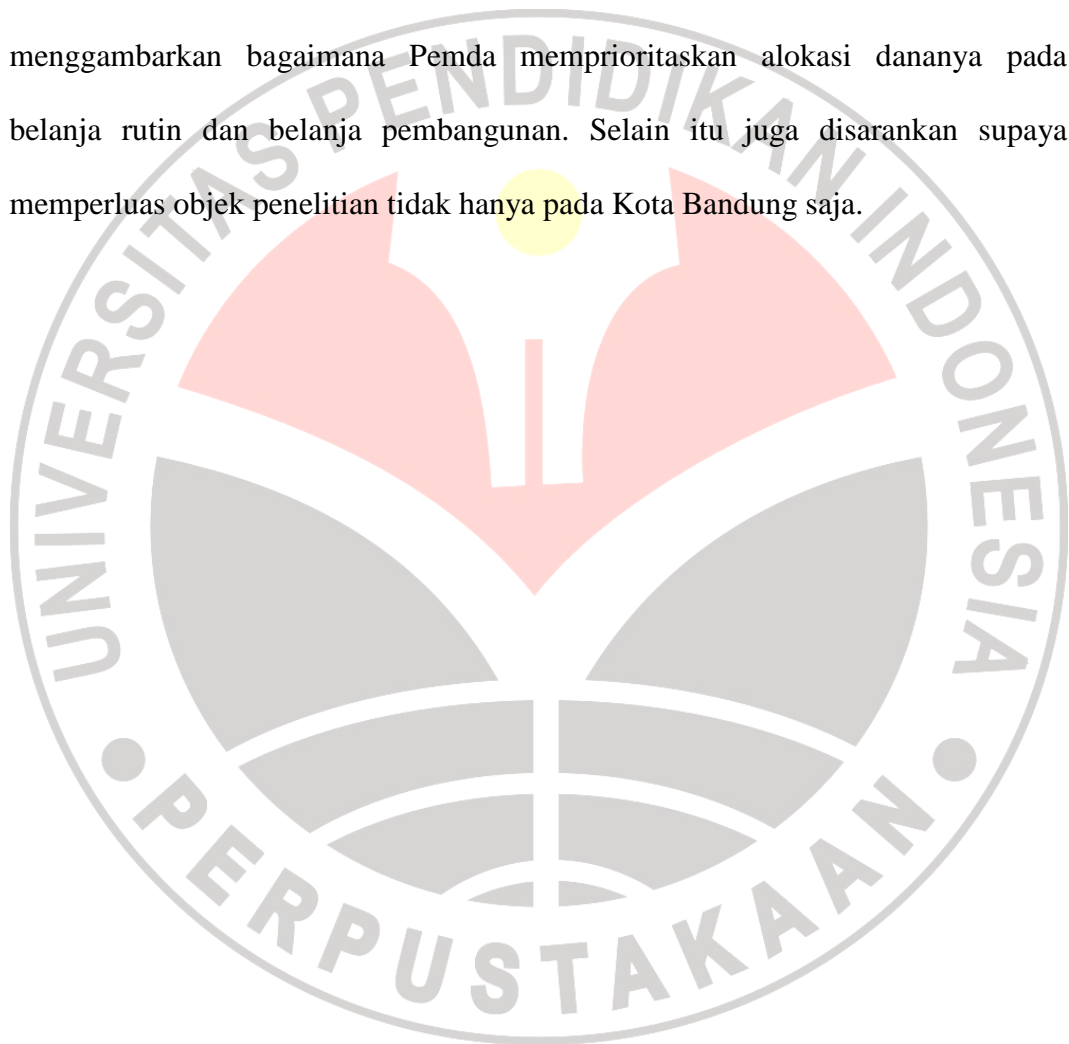 menggambarkan bagaimana Pemda memprioritaskan alokasi dananya pada
belanja rutin dan belanja pembangunan. Selain itu juga disarankan supaya
memperluas objek penelitian tidak hanya pada Kota Bandung saja.
UNIVERSITAS PENDIDIKAN INDONESIA
PERPUSTAKAAN